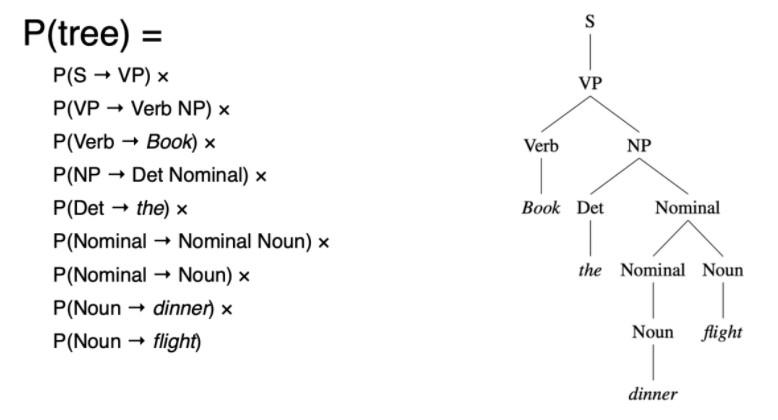 P(tree) =
P(S → VP) ×
P(VP → Verb NP) ×
P(Verb → Book) ×
P(NP → Det Nominal) ×
P(Det → the) ×
P(Nominal → Nominal Noun) ×
P(Nominal → Noun) ×
P(Noun → dinner) ×
P(Noun → flight)
S
VP
Verb NP
Book Det Nominal
the Nominal Noun
Noun flight
dinner